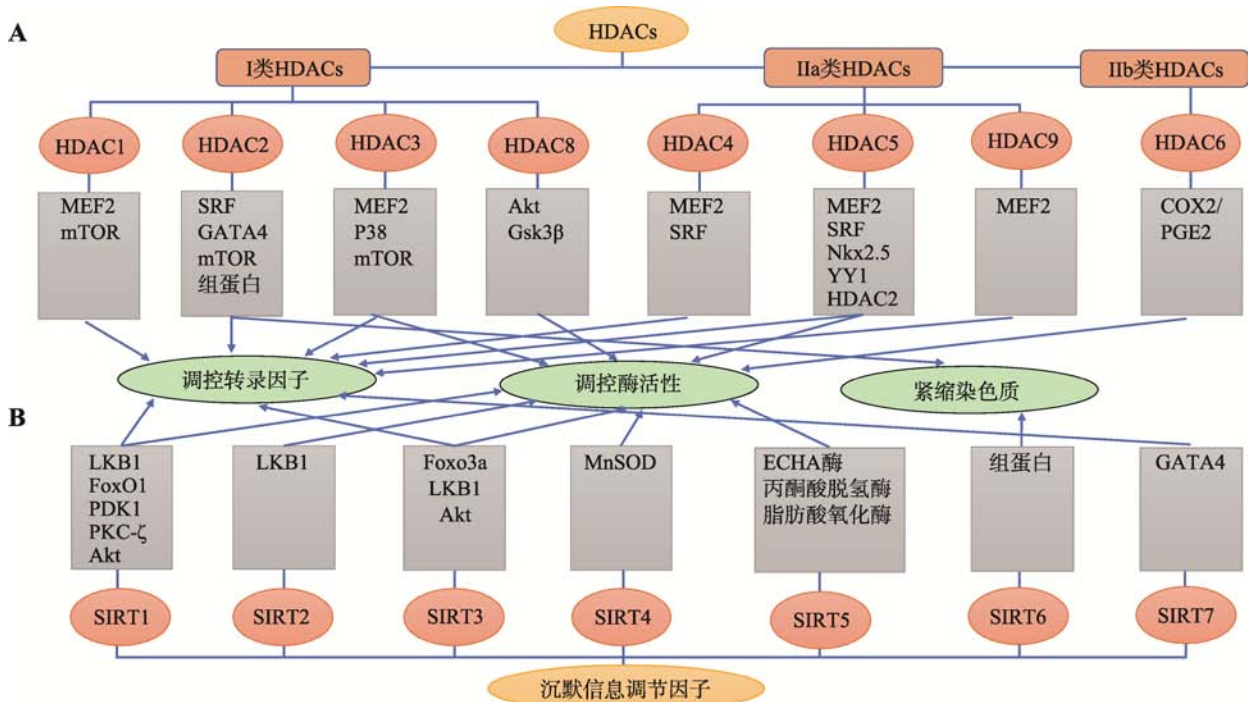 A
HDACs
I类HDACs
IIa类HDACs
IIb类HDACs
HDAC1
HDAC2
HDAC3
HDAC8
HDAC4
HDAC5
HDAC9
HDAC6
MEF2
mTOR
SRF
GATA4
mTOR
组蛋白
MEF2
P38
mTOR
Akt
Gsk3β
MEF2
SRF
MEF2
SRF
Nkx2.5
YY1
HDAC2
MEF2
COX2/
PGE2
调控转录因子
调控酶活性
紧缩染色质
B
LKB1
FoxO1
PDK1
PKC-ζ
Akt
LKB1
Foxo3a
LKB1
Akt
MnSOD
ECHA酶
丙酮酸脱氢酶
脂肪酸氧化酶
组蛋白
GATA4
SIRT1
SIRT2
SIRT3
SIRT4
SIRT5
SIRT6
SIRT7
沉默信息调节因子